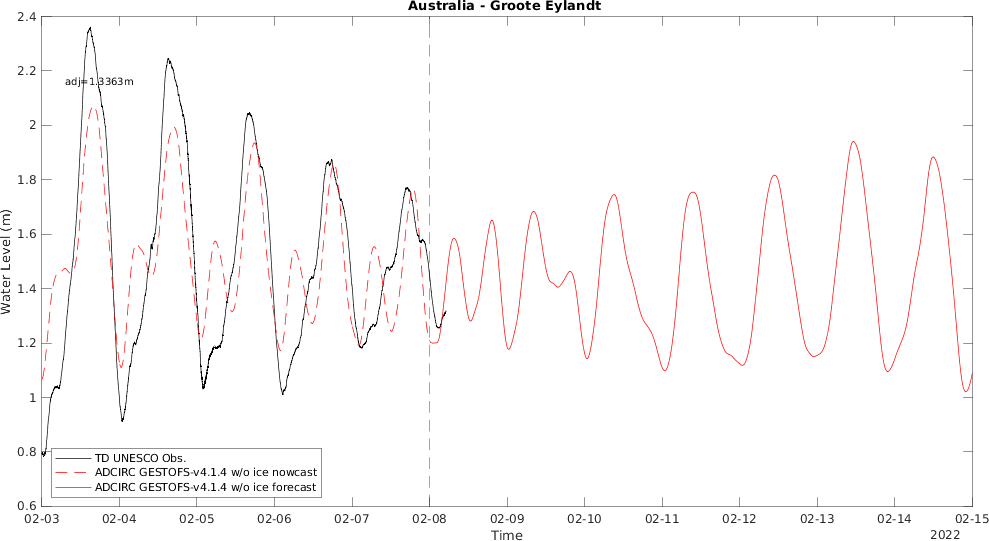 Australia - Groote Eylandt
2.4
2.2
2
1.8
1.6
1.4
1.2
1
0.8
0.6
Water Level (m)
adj=1.3363m
TD UNESCO Obs.
ADCIRC GESTOFS-v4.1.4 w/o ice nowcast
ADCIRC GESTOFS-v4.1.4 w/o ice forecast
02-03 02-04 02-05 02-06 02-07 02-08 02-09 02-10 02-11 02-12 02-13 02-14 02-15
Time
2022